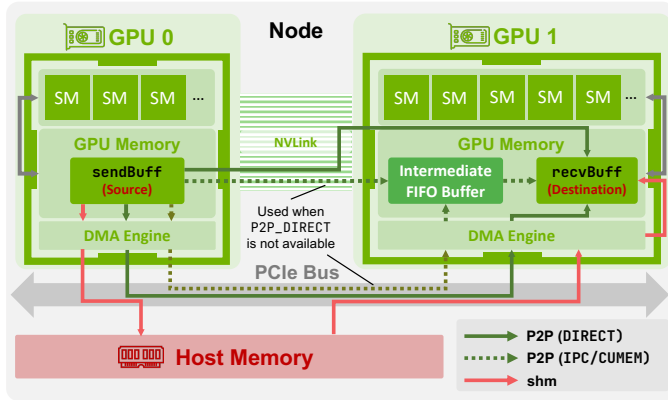 GPU 0
Node
GPU 1
SM SM SM ...
SM SM SM SM SM ...
GPU Memory
NVLink
GPU Memory
sendBuff
(Source)
Intermediate
FIFO Buffer
recvBuff
(Destination)
Used when
P2P_DIRECT
is not available
DMA Engine
DMA Engine
PCIe Bus
Host Memory
P2P (DIRECT)
P2P (IPC/CUMEM)
shm